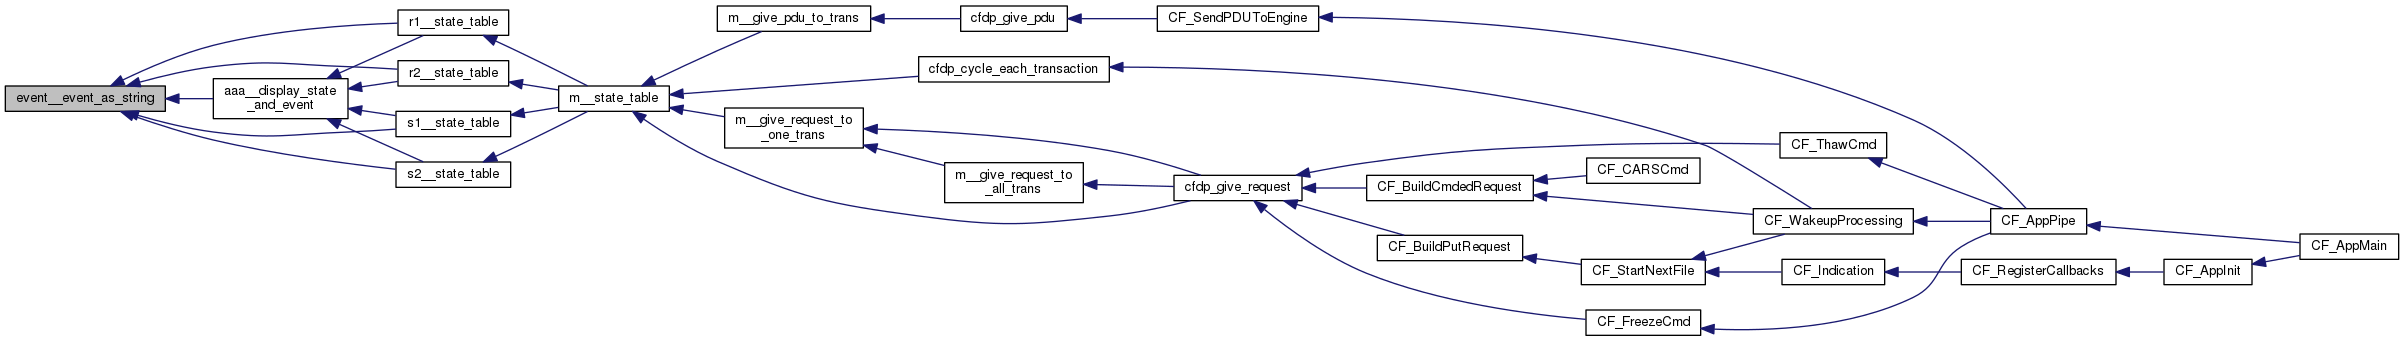 event__event_as_string
aaa__display_state
_and_event
r1__state_table
r2__state_table
s1__state_table
s2__state_table
m__state_table
m__give_pdu_to_trans
cfdp_give_pdu
CF_SendPDUToEngine
cfdp_cycle_each_transaction
m__give_request_to
_one_trans
m__give_request_to
_all_trans
cfdp_give_request
CF_ThawCmd
CF_BuildCmdedRequest
CF_CARSCmd
CF_BuildPutRequest
CF_StartNextFile
CF_FreezeCmd
CF_WakeupProcessing
CF_Indication
CF_RegisterCallbacks
CF_AppInit
CF_AppPipe
CF_AppMain